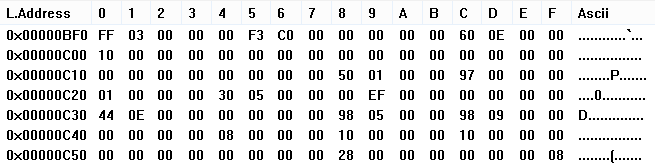 L.Address 0 1 2 3 4 5 6 7 8 9 A B C D E F Ascii
0x00000BF0 FF 03 00 00 00 F3 C0 00 00 00 00 00 60 0E 00 00 ............`...
0x00000C00 10 00 00 00 00 00 00 00 00 00 00 00 00 00 00 00 ................
0x00000C10 00 00 00 00 00 00 00 00 50 01 00 00 97 00 00 00 ........P.......
0x00000C20 01 00 00 00 30 05 00 00 00 EF 00 00 00 00 00 00 ....0...........
0x00000C30 44 0E 00 00 00 00 00 00 98 05 00 00 98 09 00 00 D...............
0x00000C40 00 00 00 00 08 00 00 00 10 00 00 00 10 00 00 00 ................
0x00000C50 00 00 00 00 00 00 00 00 28 00 00 00 00 00 00 08 ........(.......